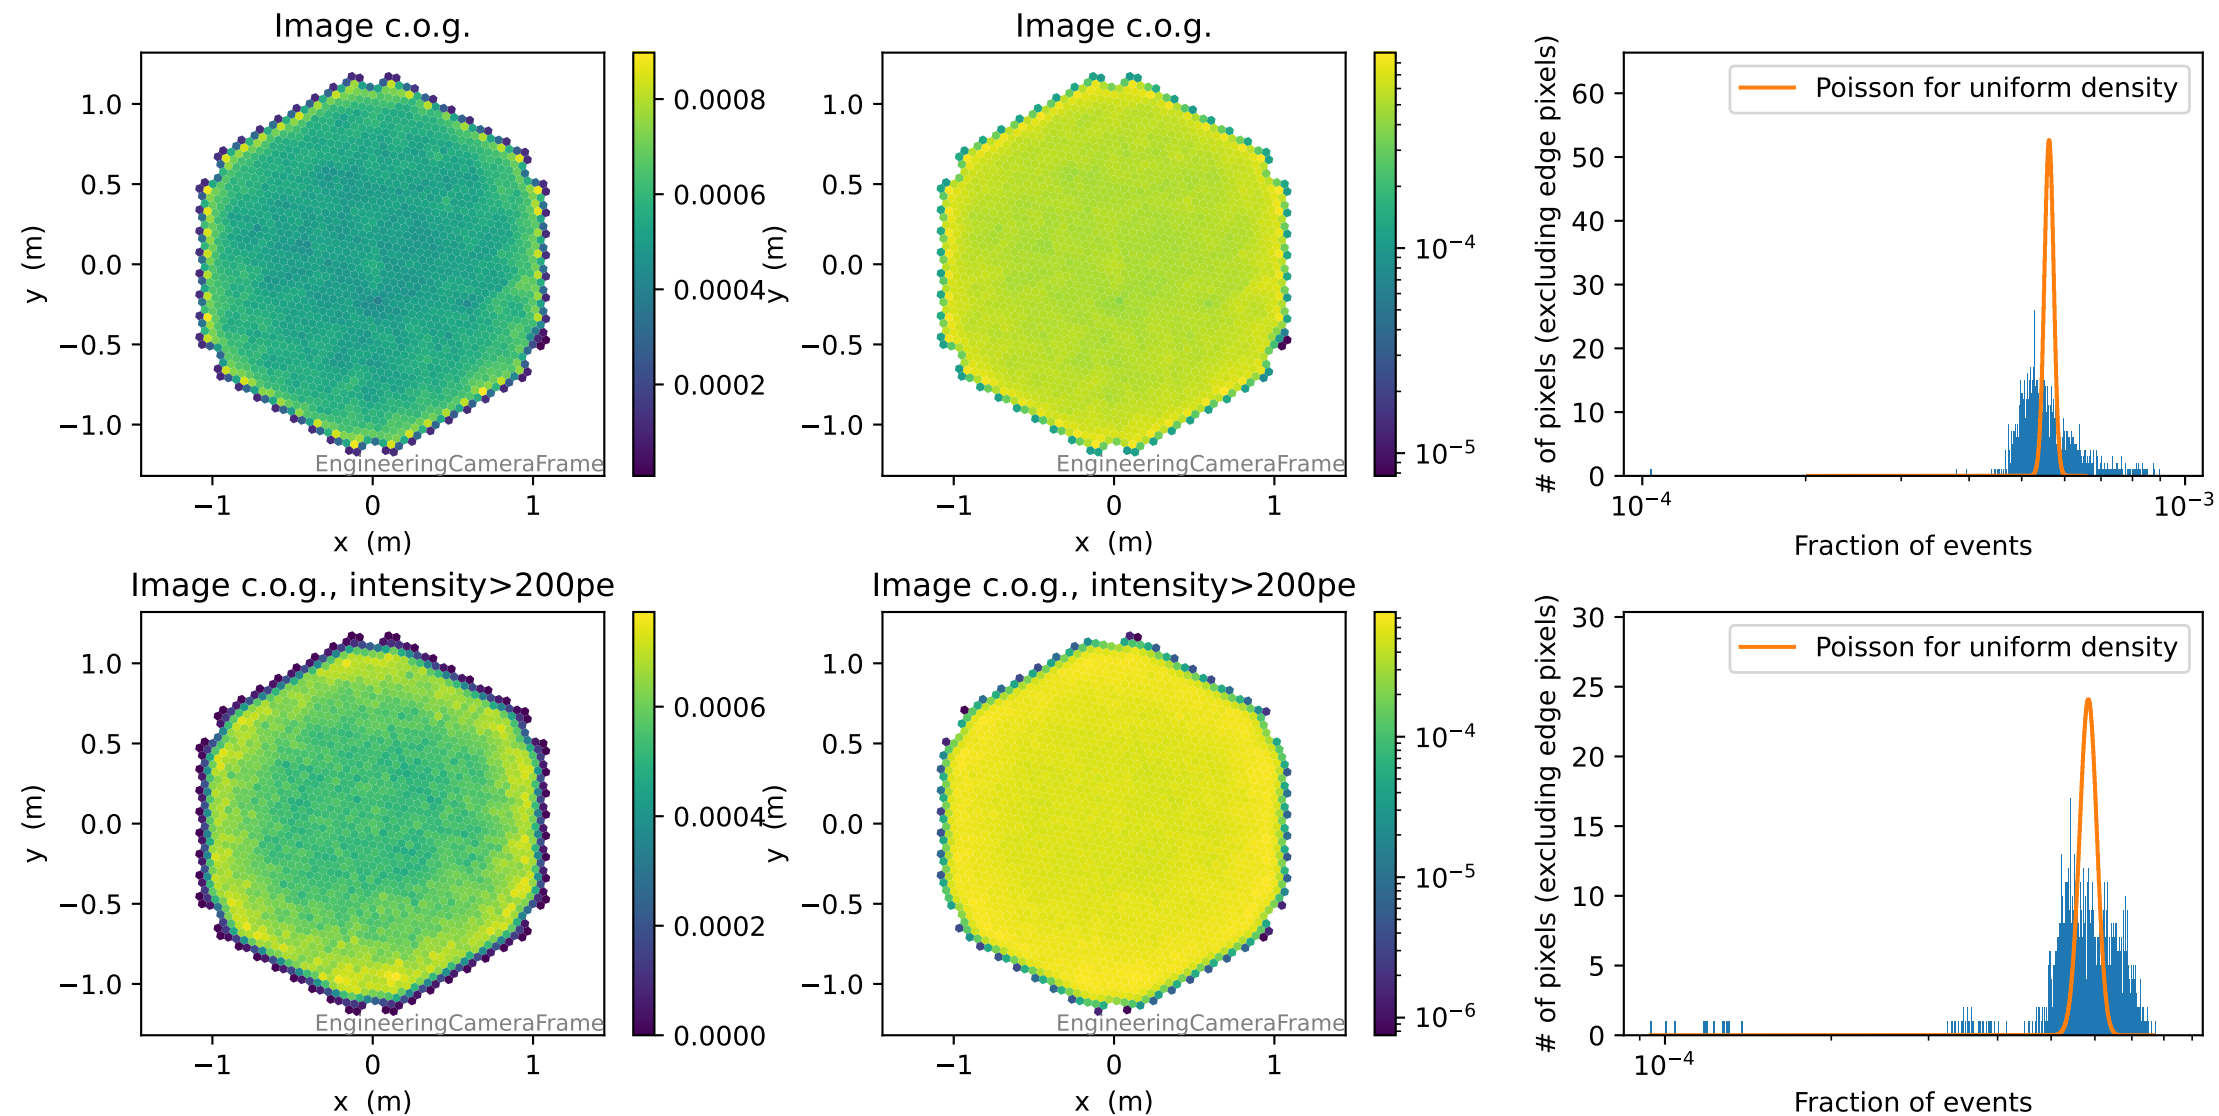 Image c.o.g.
1.0
0.5
0.0
−0.5
−1.0
y (m)
−1
0
1
x (m)
EngineeringCameraFrame
0.0008
0.0006
0.0004
0.0002
Image c.o.g.
1.0
0.5
0.0
−0.5
−1.0
y (m)
−1
0
1
x (m)
EngineeringCameraFrame
10−4
10−5
# of pixels (excluding edge pixels)
60
50
40
30
20
10
0
Poisson for uniform density
10−4
10−3
Fraction of events
Image c.o.g., intensity>200pe
1.0
0.5
0.0
−0.5
−1.0
y (m)
−1
0
1
x (m)
EngineeringCameraFrame
0.0006
0.0004
0.0002
0.0000
Image c.o.g., intensity>200pe
1.0
0.5
0.0
−0.5
−1.0
y (m)
−1
0
1
x (m)
EngineeringCameraFrame
10−4
10−5
10−6
# of pixels (excluding edge pixels)
30
25
20
15
10
5
0
Poisson for uniform density
10−4
Fraction of events